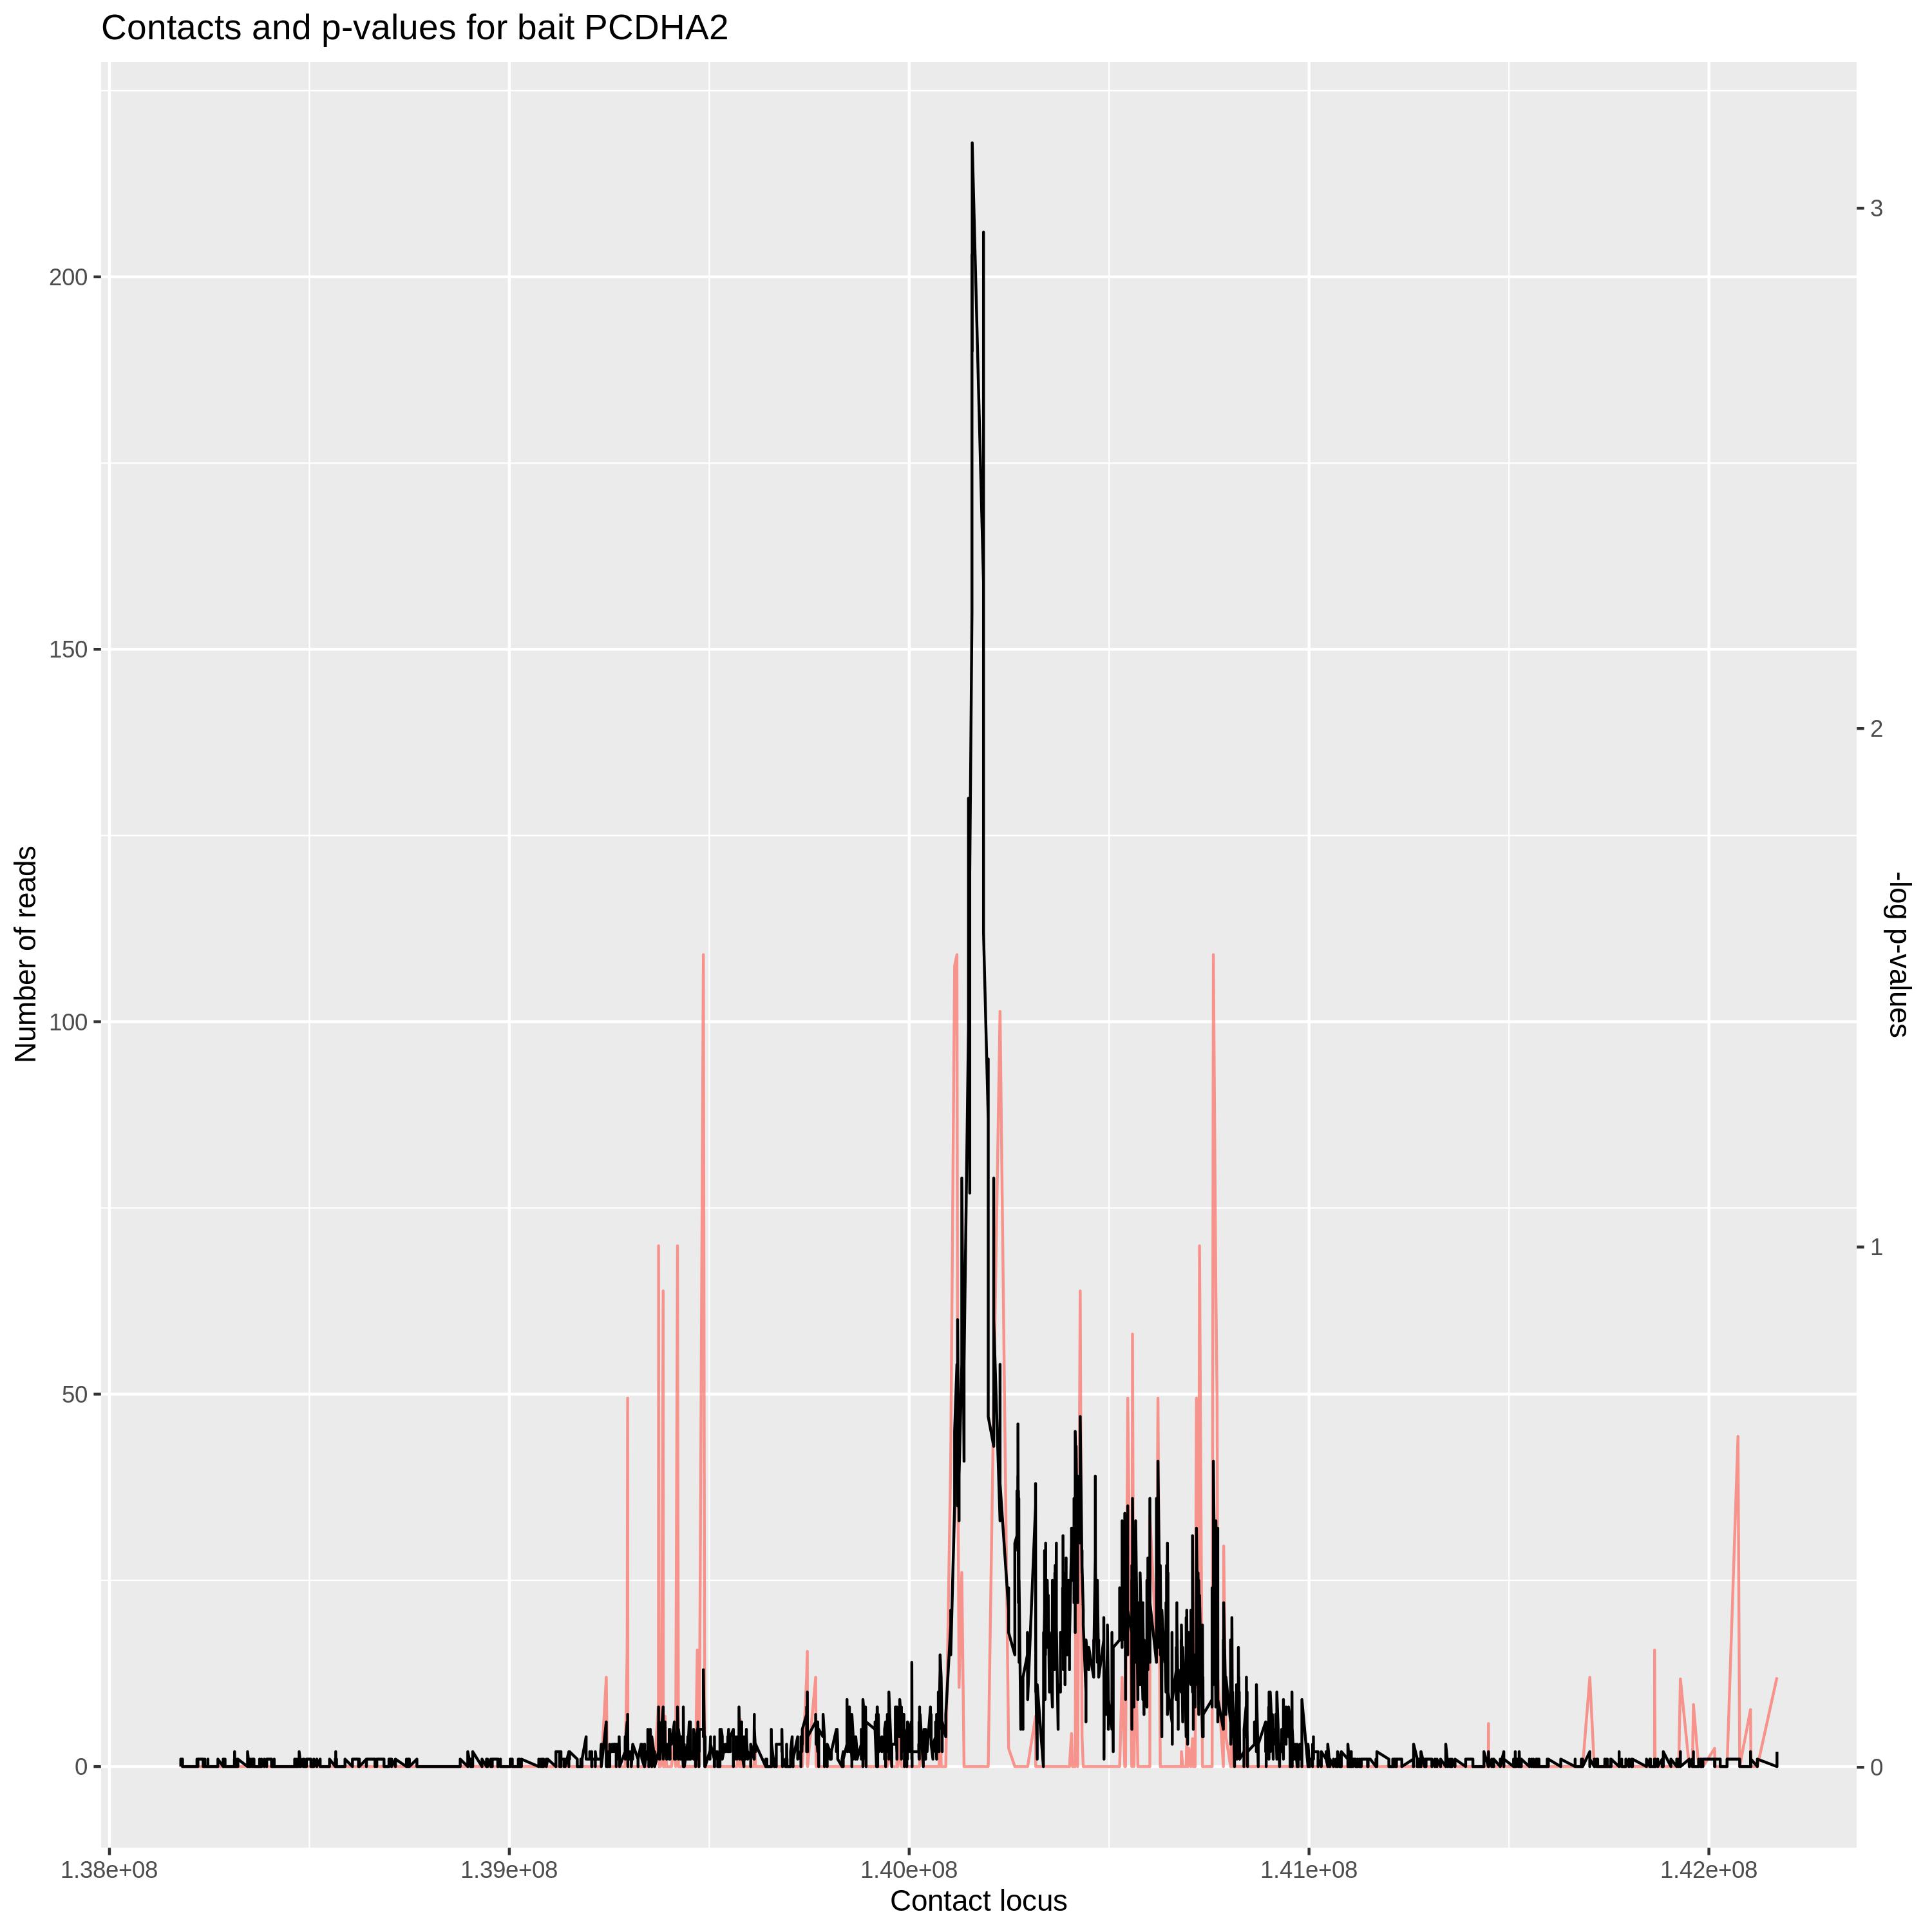 Contacts and p-values for bait PCDHA2
200
150
100
50
0
3
2
1
0
Number of reads
-log p-values
1.38e+08
1.39e+08
1.40e+08
1.41e+08
1.42e+08
Contact locus